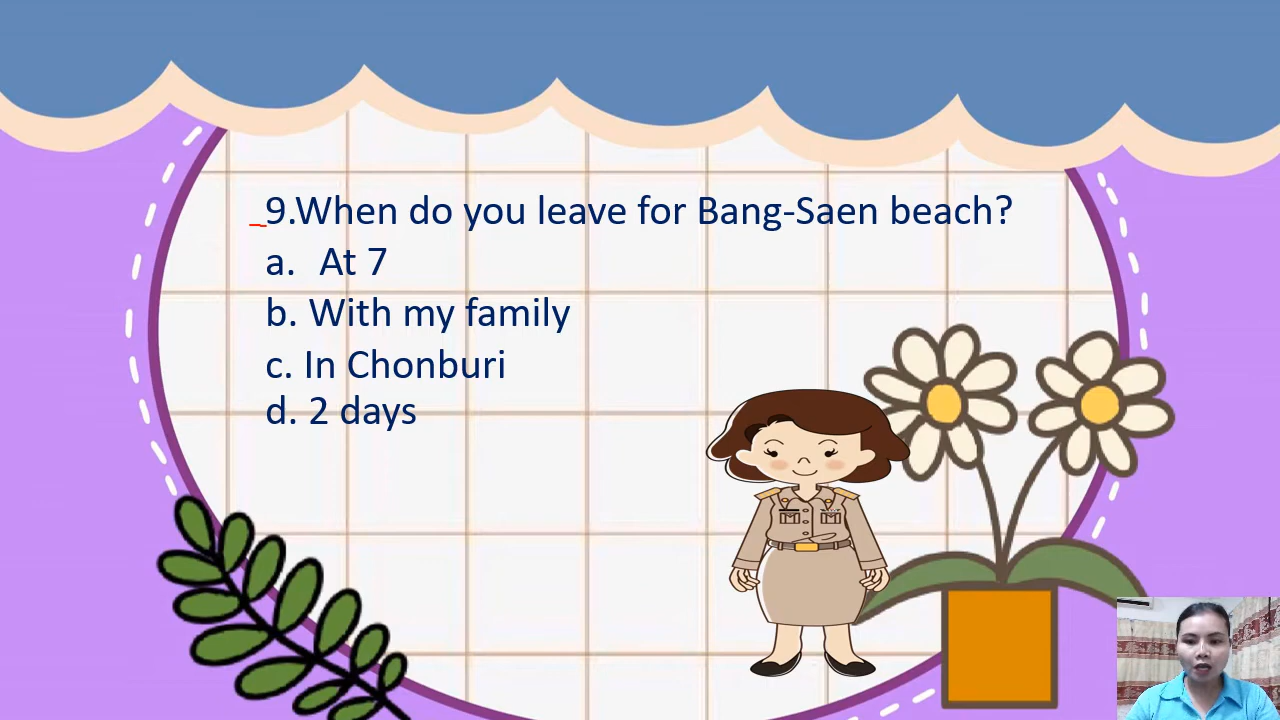 9.When do you leave for Bang-Saen beach?
a. At 7
b. With my family
c. In Chonburi
d. 2 days